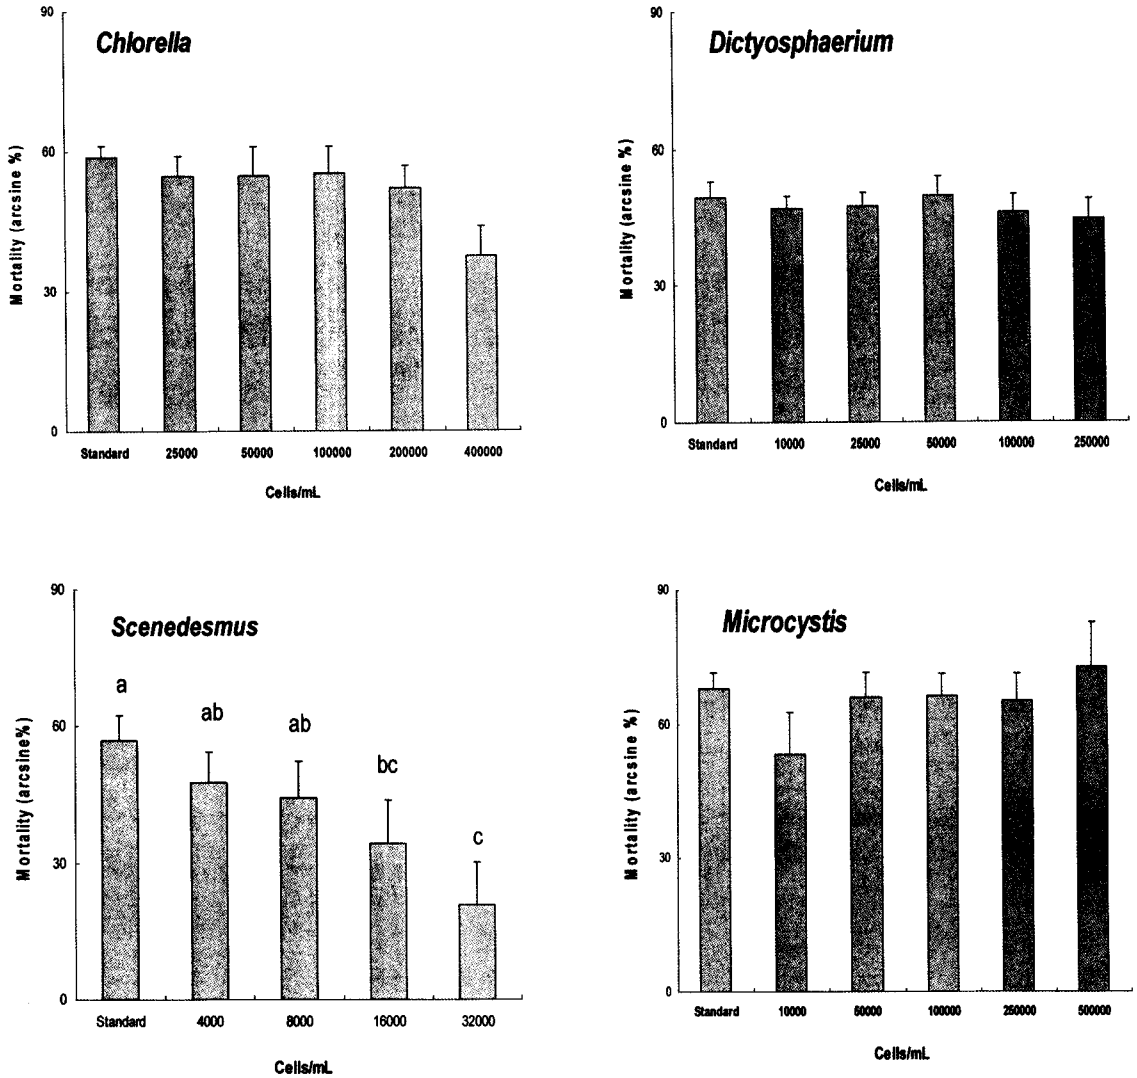 Chlorella
90
60
30
0
Mortality (arcsine %)
Standard 25000 50000 100000 200000 400000
Cells/mL
Dictyosphaerium
90
60
30
0
Mortality (arcsine %)
Standard 10000 25000 50000 100000 250000
Cells/mL
Scenedesmus
90
60
30
0
Mortality (arcsine%)
a
ab
ab
bc
c
Standard 4000 8000 16000 32000
Cells/mL
Microcystis
90
60
30
0
Mortality (arcsine %)
Standard 10000 50000 100000 250000 500000
Cells/mL